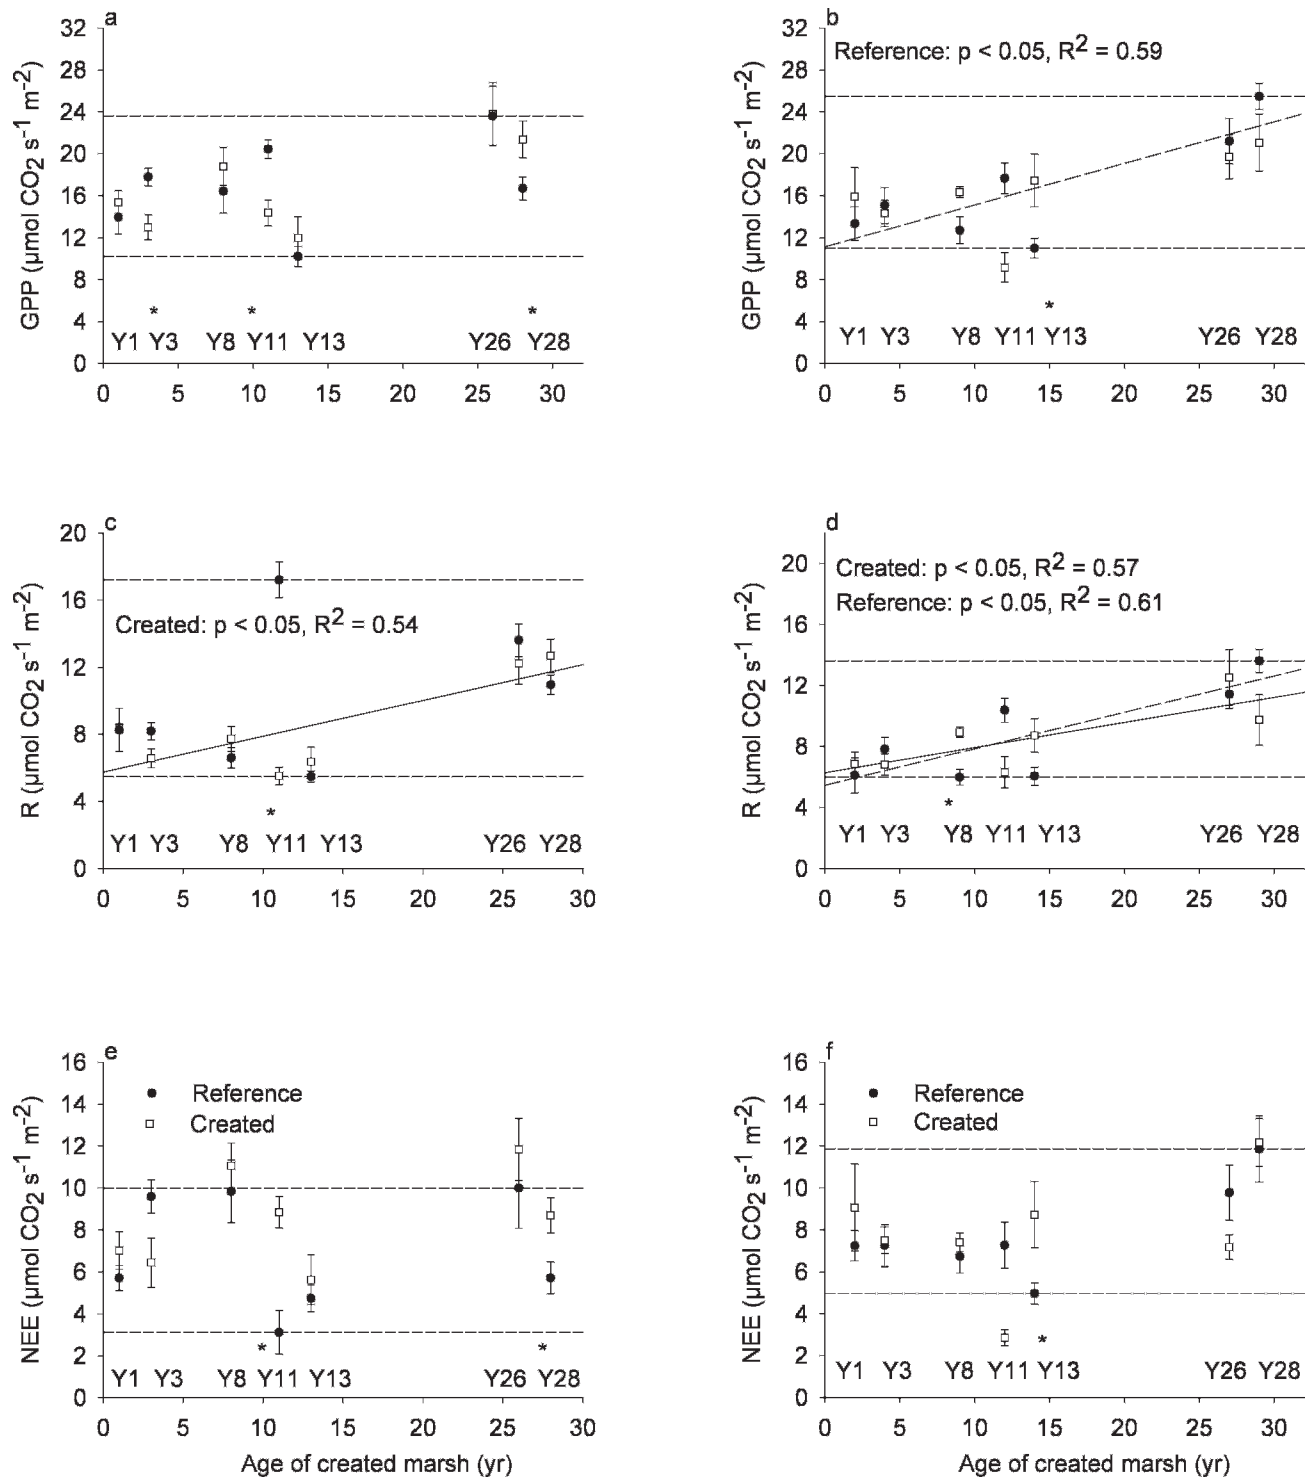 a
32
28
24
20
16
12
8
4
0
GPP (µmol CO2 s-1 m-2)
* * *
Y1 Y3 Y8 Y11 Y13 Y26 Y28
0 5 10 15 20 25 30
b
Reference: p < 0.05, R2 = 0.59
32
28
24
20
16
12
8
4
0
GPP (µmol CO2 s-1 m-2)
*
Y1 Y3 Y8 Y11 Y13 Y26 Y28
0 5 10 15 20 25 30
c
20
16
12
8
4
0
R (µmol CO2 s-1 m-2)
Created: p < 0.05, R2 = 0.54
*
Y1 Y3 Y8 Y11 Y13 Y26 Y28
0 5 10 15 20 25 30
d
Created: p < 0.05, R2 = 0.57
Reference: p < 0.05, R2 = 0.61
20
16
12
8
4
0
R (µmol CO2 s-1 m-2)
*
Y1 Y3 Y8 Y11 Y13 Y26 Y28
0 5 10 15 20 25 30
e
16
14
12
10
8
6
4
2
0
NEE (µmol CO2 s-1 m-2)
Reference
Created
* *
Y1 Y3 Y8 Y11 Y13 Y26 Y28
0 5 10 15 20 25 30
Age of created marsh (yr)
f
16
14
12
10
8
6
4
2
0
NEE (µmol CO2 s-1 m-2)
Reference
Created
*
Y1 Y3 Y8 Y11 Y13 Y26 Y28
0 5 10 15 20 25 30
Age of created marsh (yr)